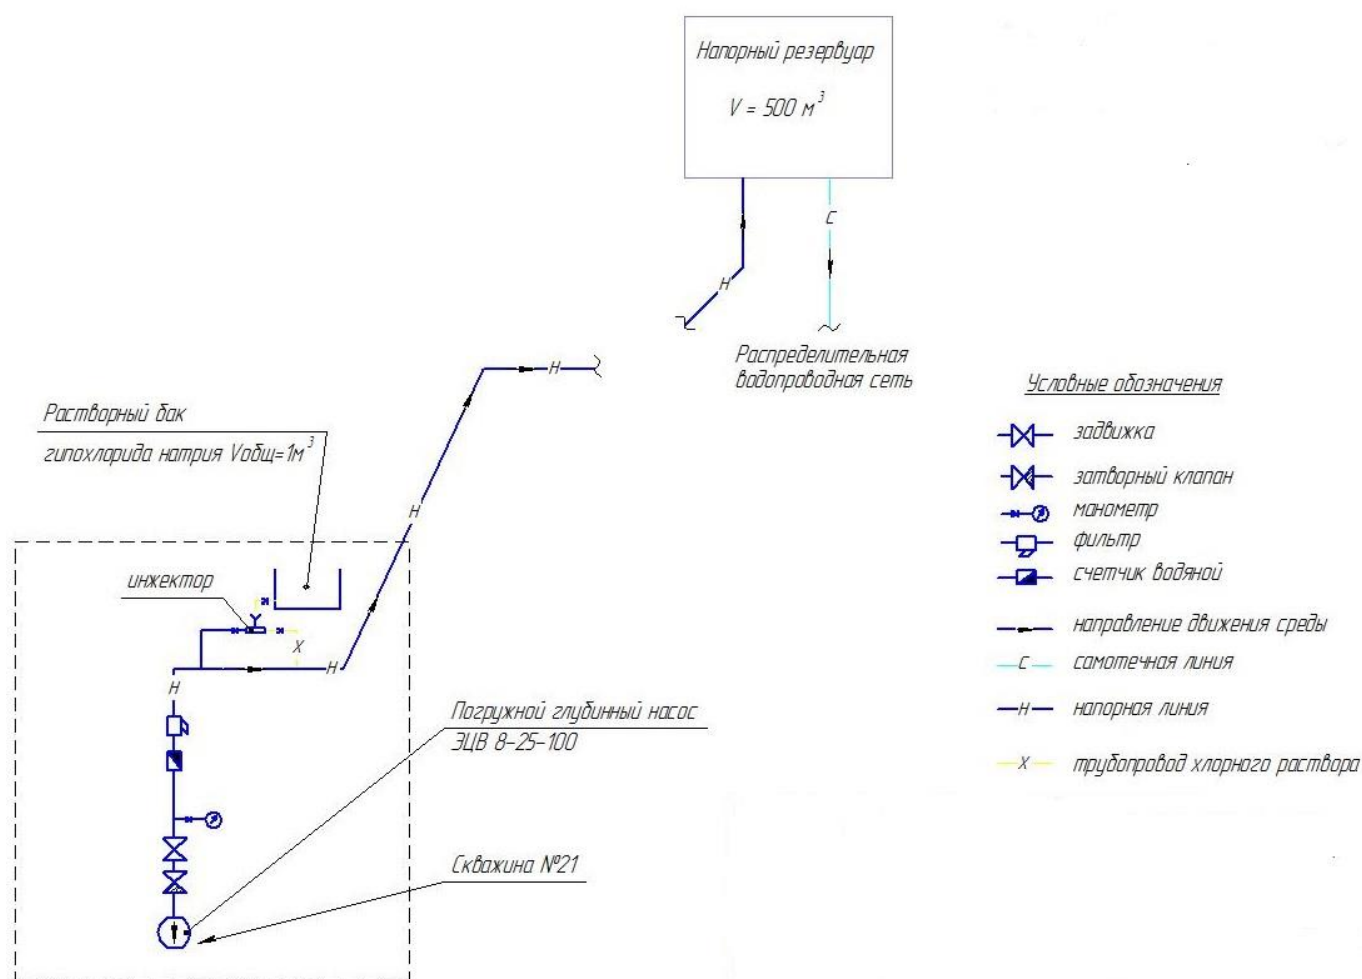 Напорный резервуар
V = 500 м³
С
Н
Распределительная
водопроводная сеть
Н
Растворный бак
гипохлорида натрия Vобщ=1м³
Н
инжектор
Х
Н
Н
Погружной глубинный насос
ЭЦВ 8-25-100
Скважина №21
Условные обозначения
задвижка
затворный клапан
манометр
фильтр
счетчик водяной
направление движения среды
С самотечная линия
Н напорная линия
Х трубопровод хлорного раствора